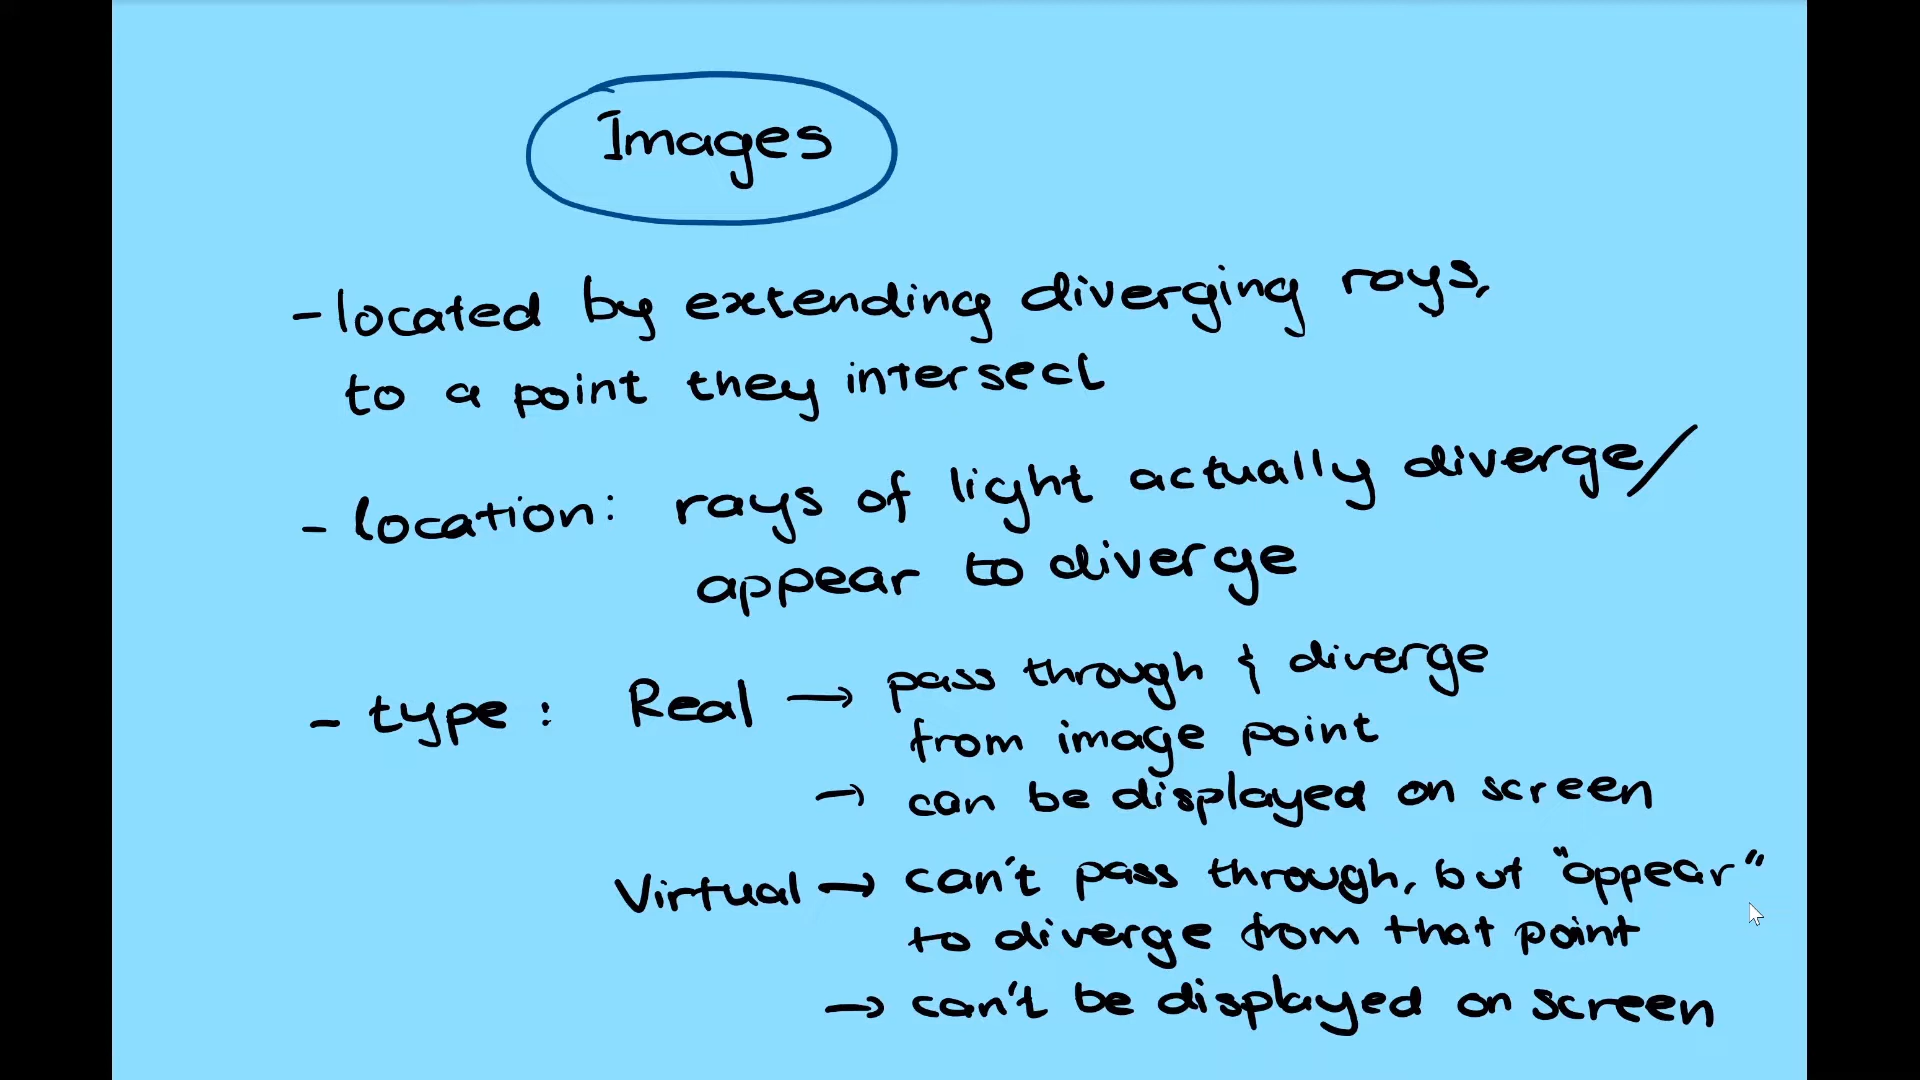 Images
- located by extending diverging rays,
to a point they intersect
- location: rays of light actually diverge/
appear to diverge
- type: Real → pass through & diverge
from image point
→ can be displayed on screen
Virtual → can't pass through, but "appear"
to diverge from that point
→ can't be displayed on screen